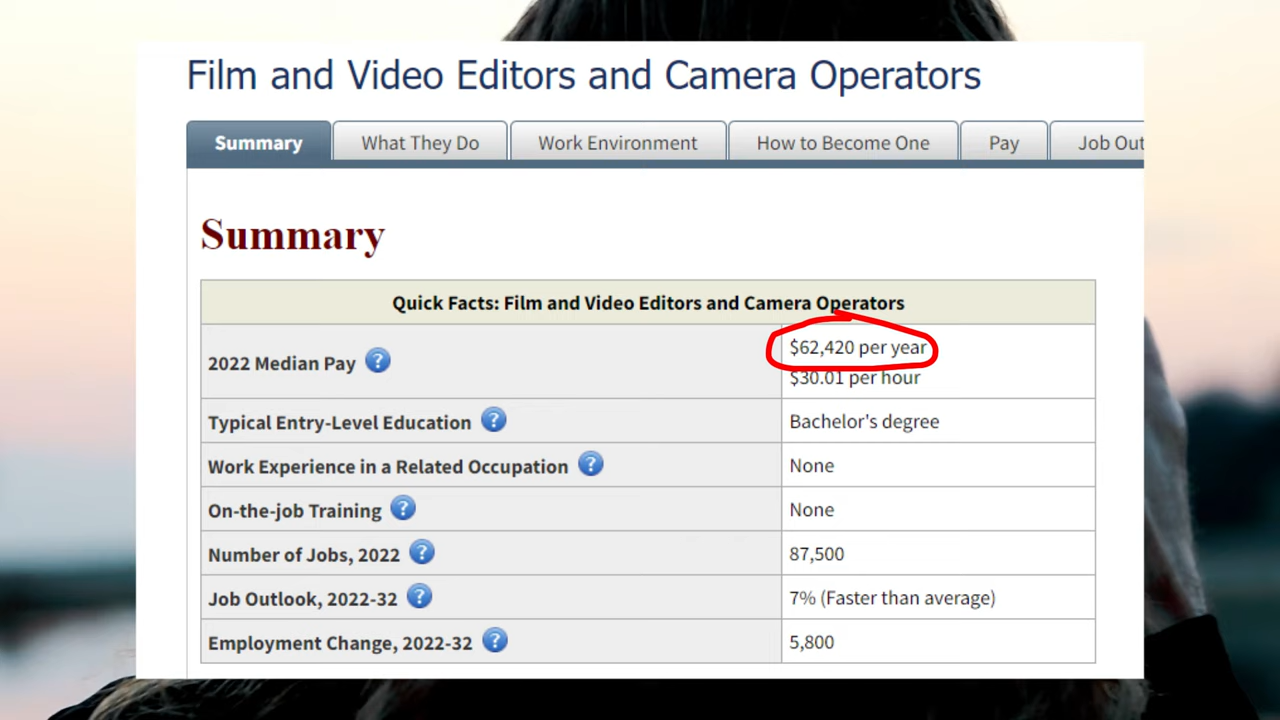 Film and Video Editors and Camera Operators
Summary
What They Do
Work Environment
How to Become One
Pay
Job Out
Summary
Quick Facts: Film and Video Editors and Camera Operators
2022 Median Pay
$62,420 per year
$30.01 per hour
Typical Entry-Level Education
Bachelor's degree
Work Experience in a Related Occupation
None
On-the-job Training
None
Number of Jobs, 2022
87,500
Job Outlook, 2022-32
7% (Faster than average)
Employment Change, 2022-32
5,800